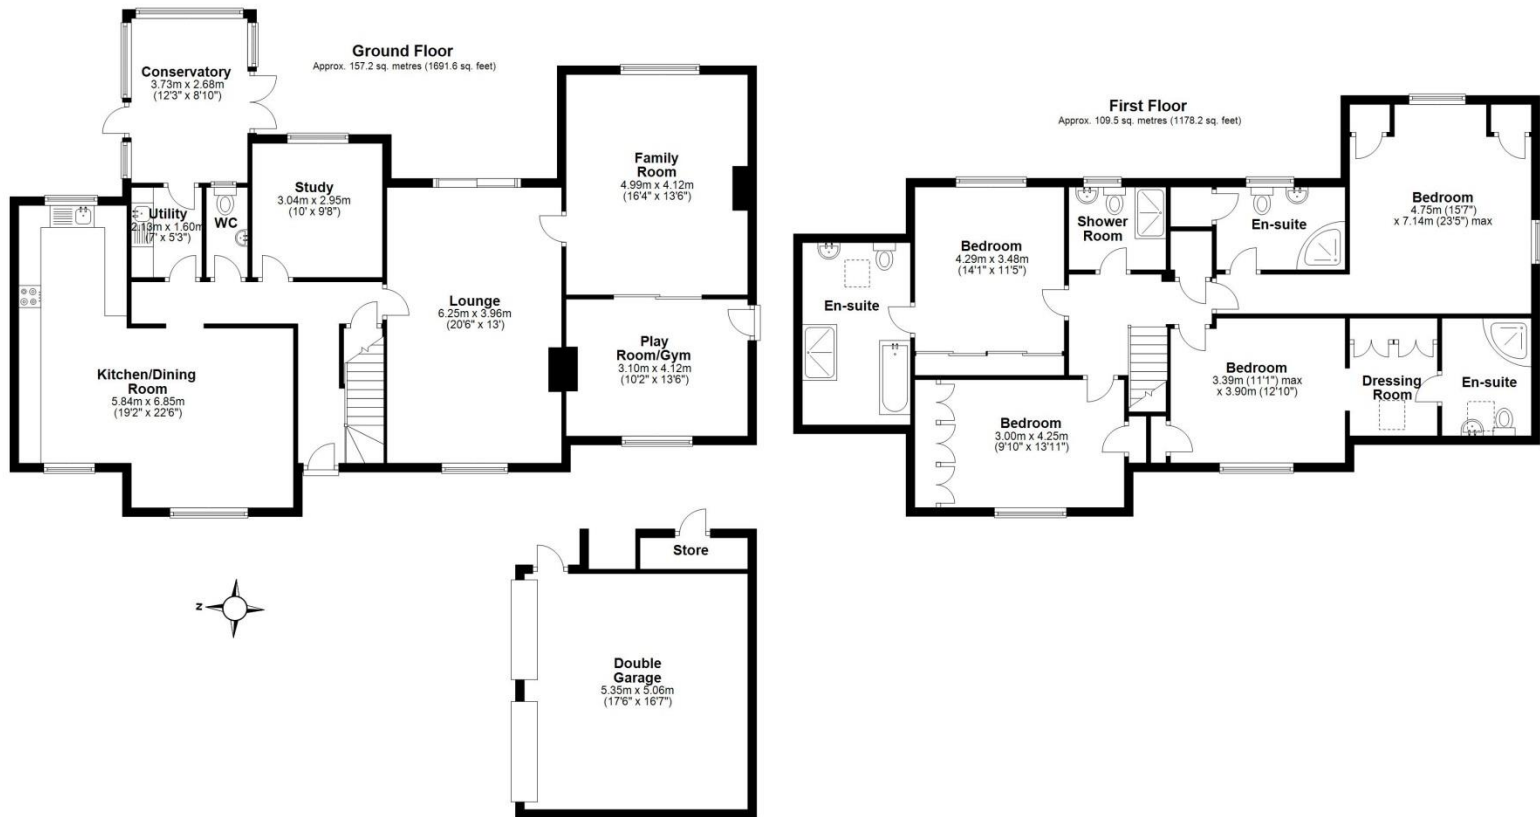 Ground Floor
Approx. 157.2 sq. metres (1691.6 sq. feet)
Conservatory
3.73m x 2.68m
(12'3" x 8'10")
Family
Room
4.99m x 4.12m
(16'4" x 13'6")
Study
3.04m x 2.95m
(10' x 9'8")
Utility
2.13m x 1.60m
(7' x 5'3")
WC
Lounge
6.25m x 3.96m
(20'6" x 13')
Play
Room/Gym
3.10m x 4.12m
(10'2" x 13'6")
Kitchen/Dining
Room
5.84m x 6.85m
(19'2" x 22'6")
Store
Double
Garage
5.35m x 5.06m
(17'6" x 16'7")
N
First Floor
Approx. 109.5 sq. metres (1178.2 sq. feet)
Bedroom
4.75m (15'7")
x 7.14m (23'5") max
Shower
Room
En-suite
Bedroom
4.29m x 3.48m
(14'1" x 11'5")
En-suite
Bedroom
3.39m (11'1") max
x 3.90m (12'10")
Dressing
Room
En-suite
Bedroom
3.00m x 4.25m
(9'10" x 13'11")